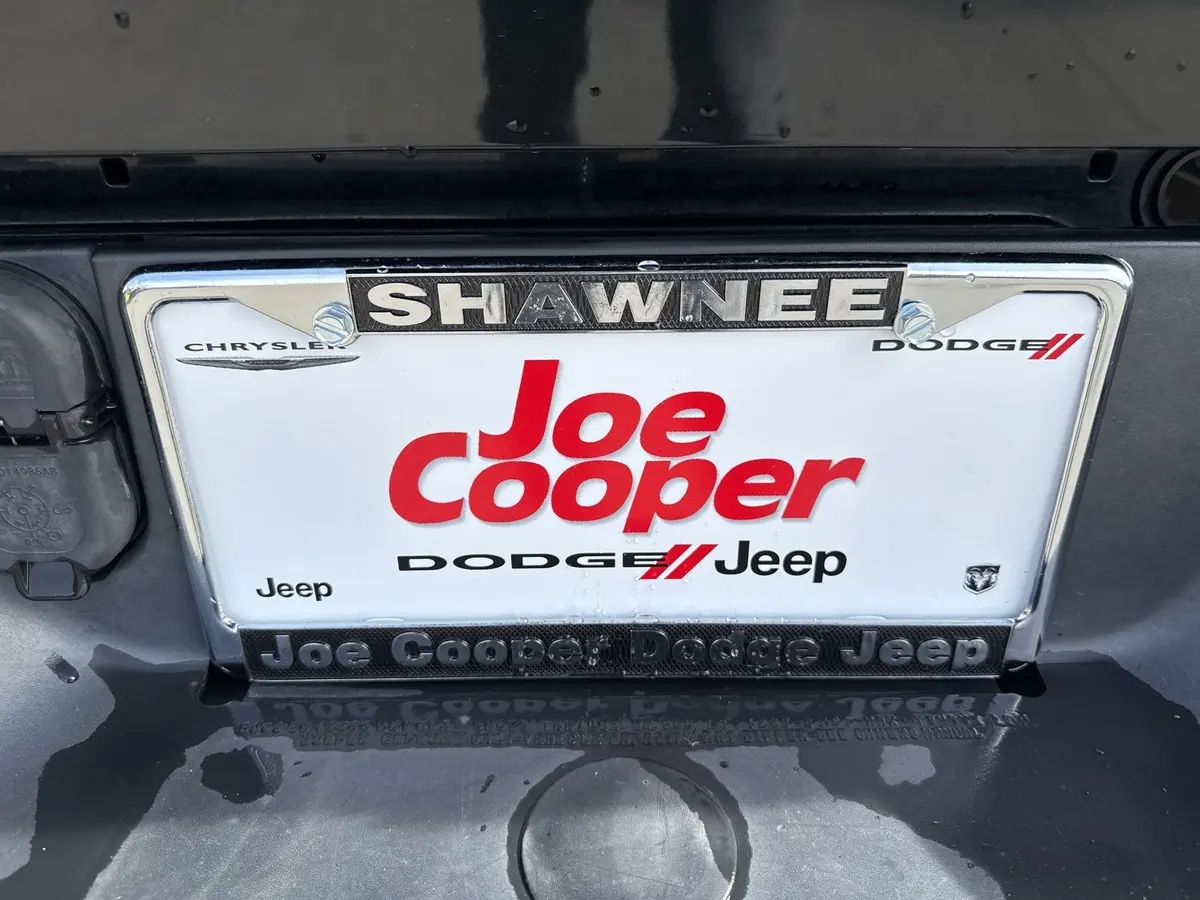 SHAWNEE
CHRYSLER
DODGE
Joe
Cooper
DODGE Jeep
Jeep
Joe Cooper Dodge Jeep